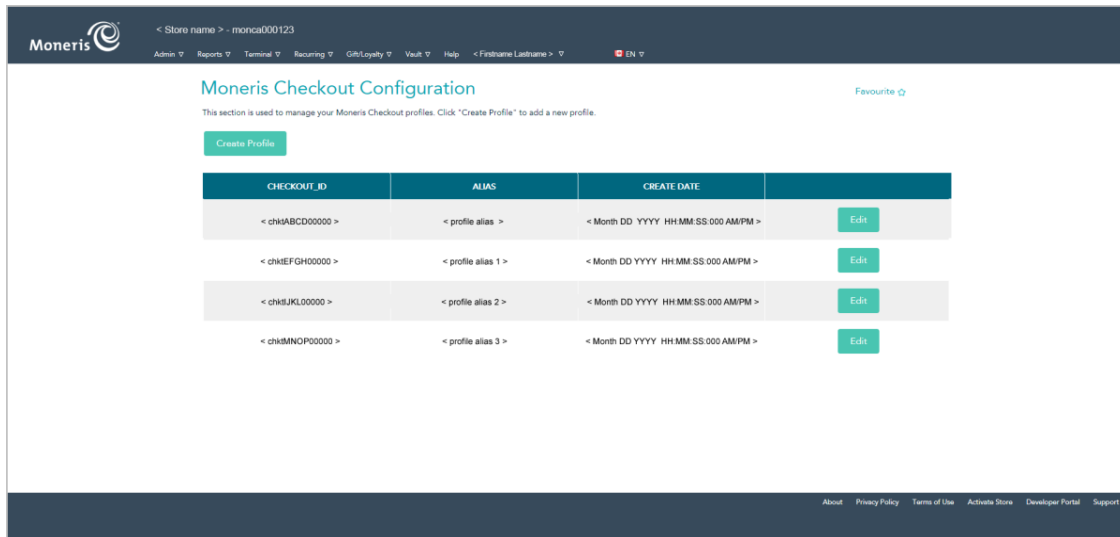 < Store name > - monca000123
Moneris
Admin Reports Terminal Recurring Gift/Loyalty Vault Help < Firstname Lastname > EN
Moneris Checkout Configuration
Favourite
This section is used to manage your Moneris Checkout profiles. Click "Create Profile" to add a new profile.
Create Profile
CHECKOUT_ID ALIAS CREATE DATE
< chktABCD00000 > < profile alias > < Month DD YYYY HH:MM:SS:000 AM/PM > Edit
< chktEFGH00000 > < profile alias 1 > < Month DD YYYY HH:MM:SS:000 AM/PM > Edit
< chktIJKL00000 > < profile alias 2 > < Month DD YYYY HH:MM:SS:000 AM/PM > Edit
< chktMNOP00000 > < profile alias 3 > < Month DD YYYY HH:MM:SS:000 AM/PM > Edit
About Privacy Policy Terms of Use Activate Store Developer Portal Support